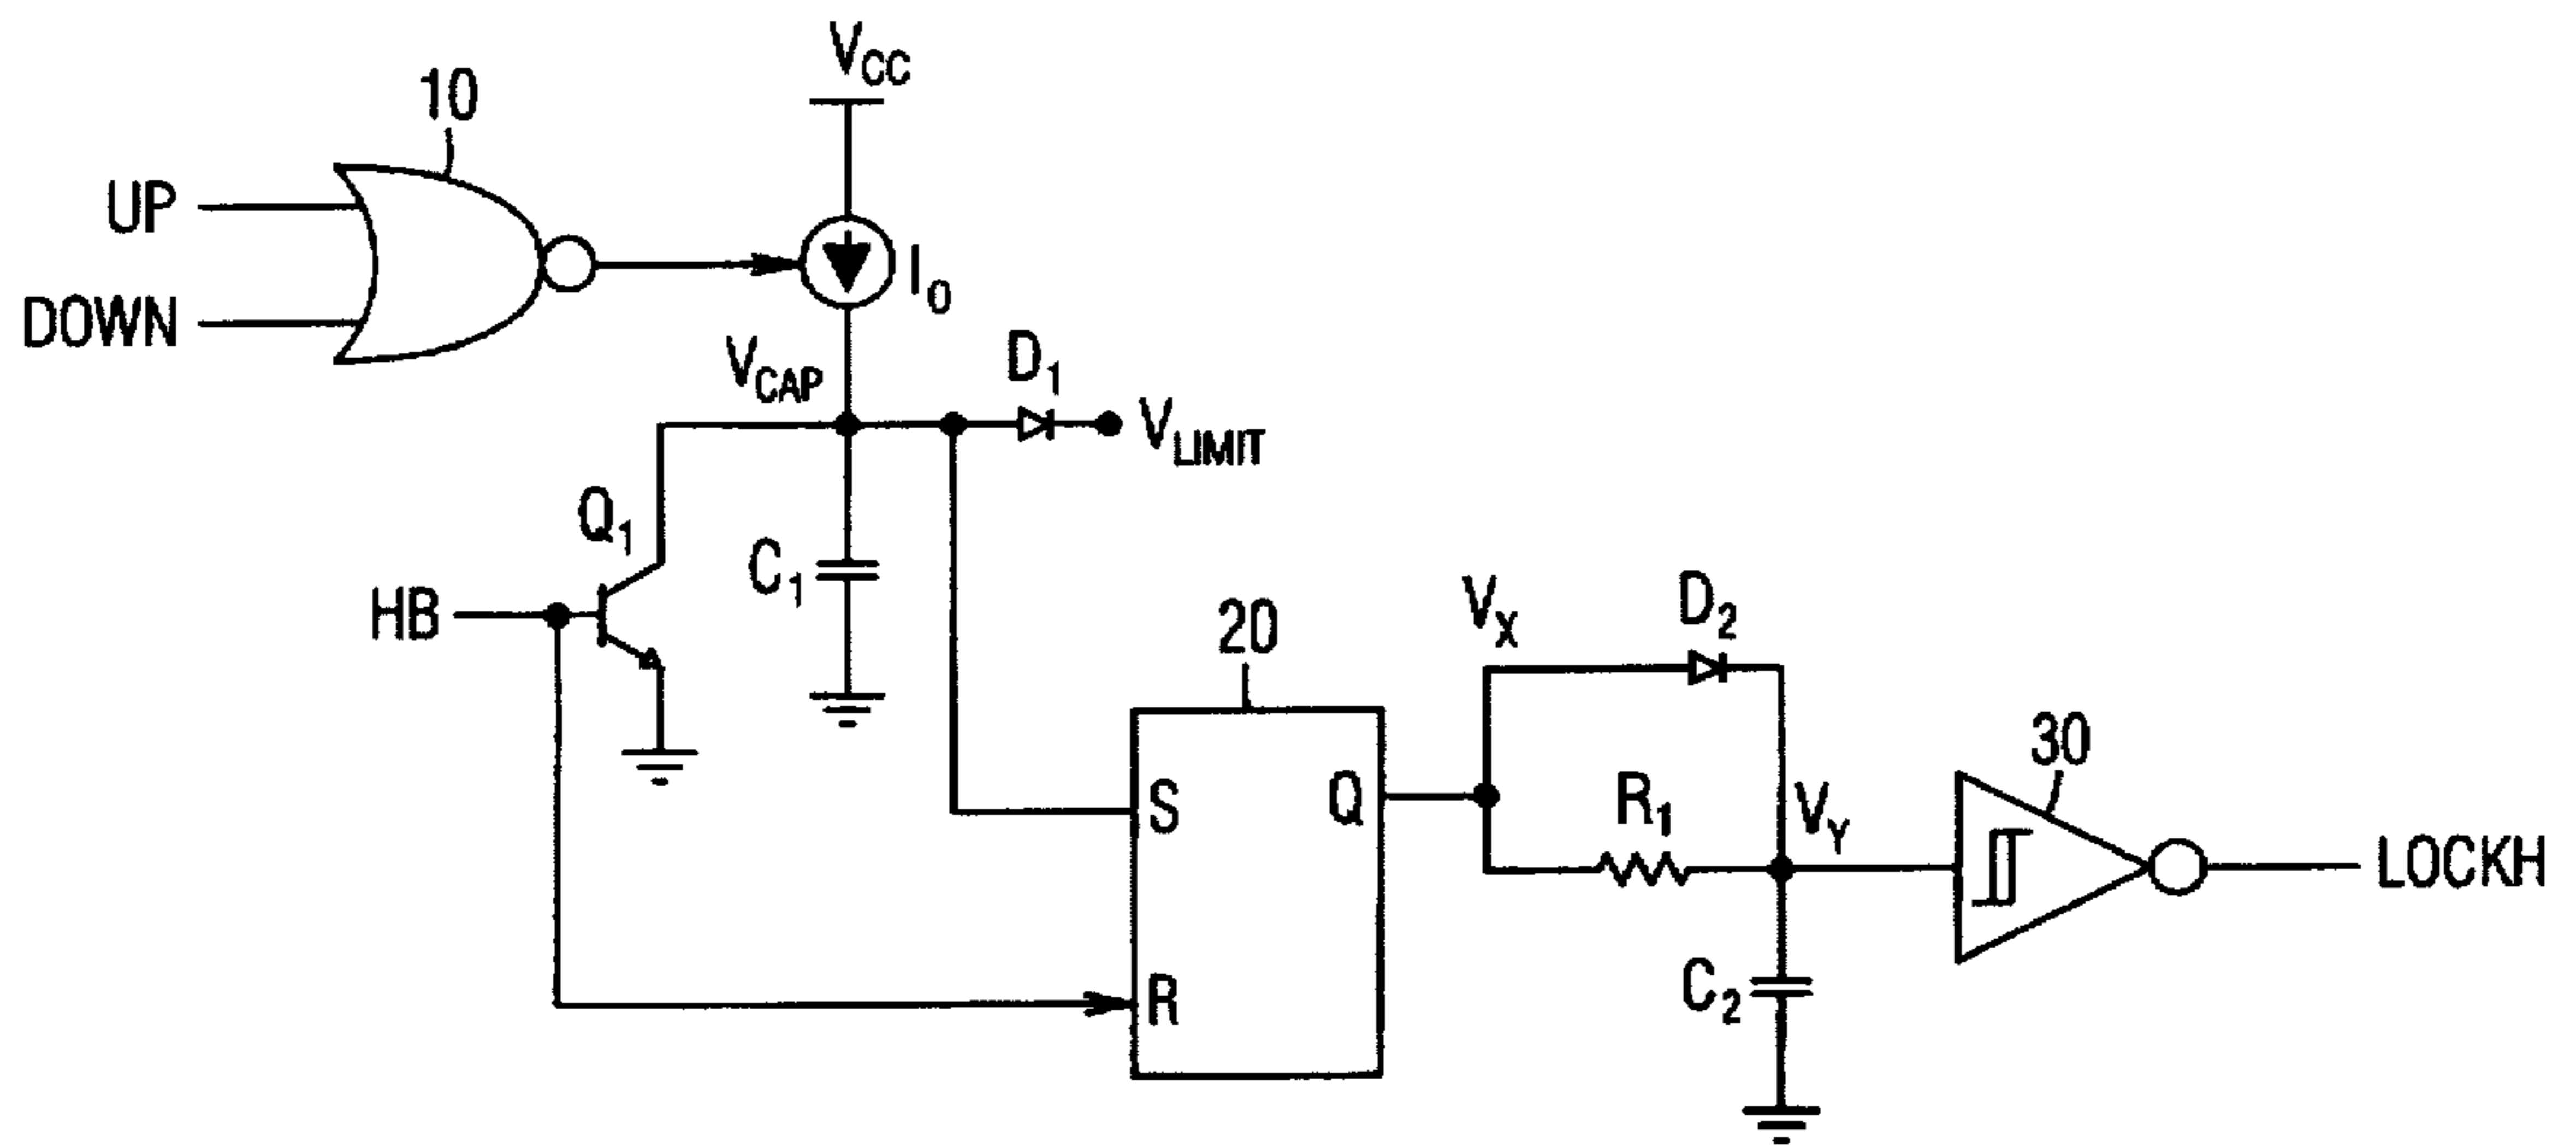 V_CC
10
UP
I_0
DOWN
D_1
V_CAP
V_LIMIT
Q_1
C_1
HB
20
V_X
D_2
30
S
Q
R_1
V_Y
LOCKH
R
C_2